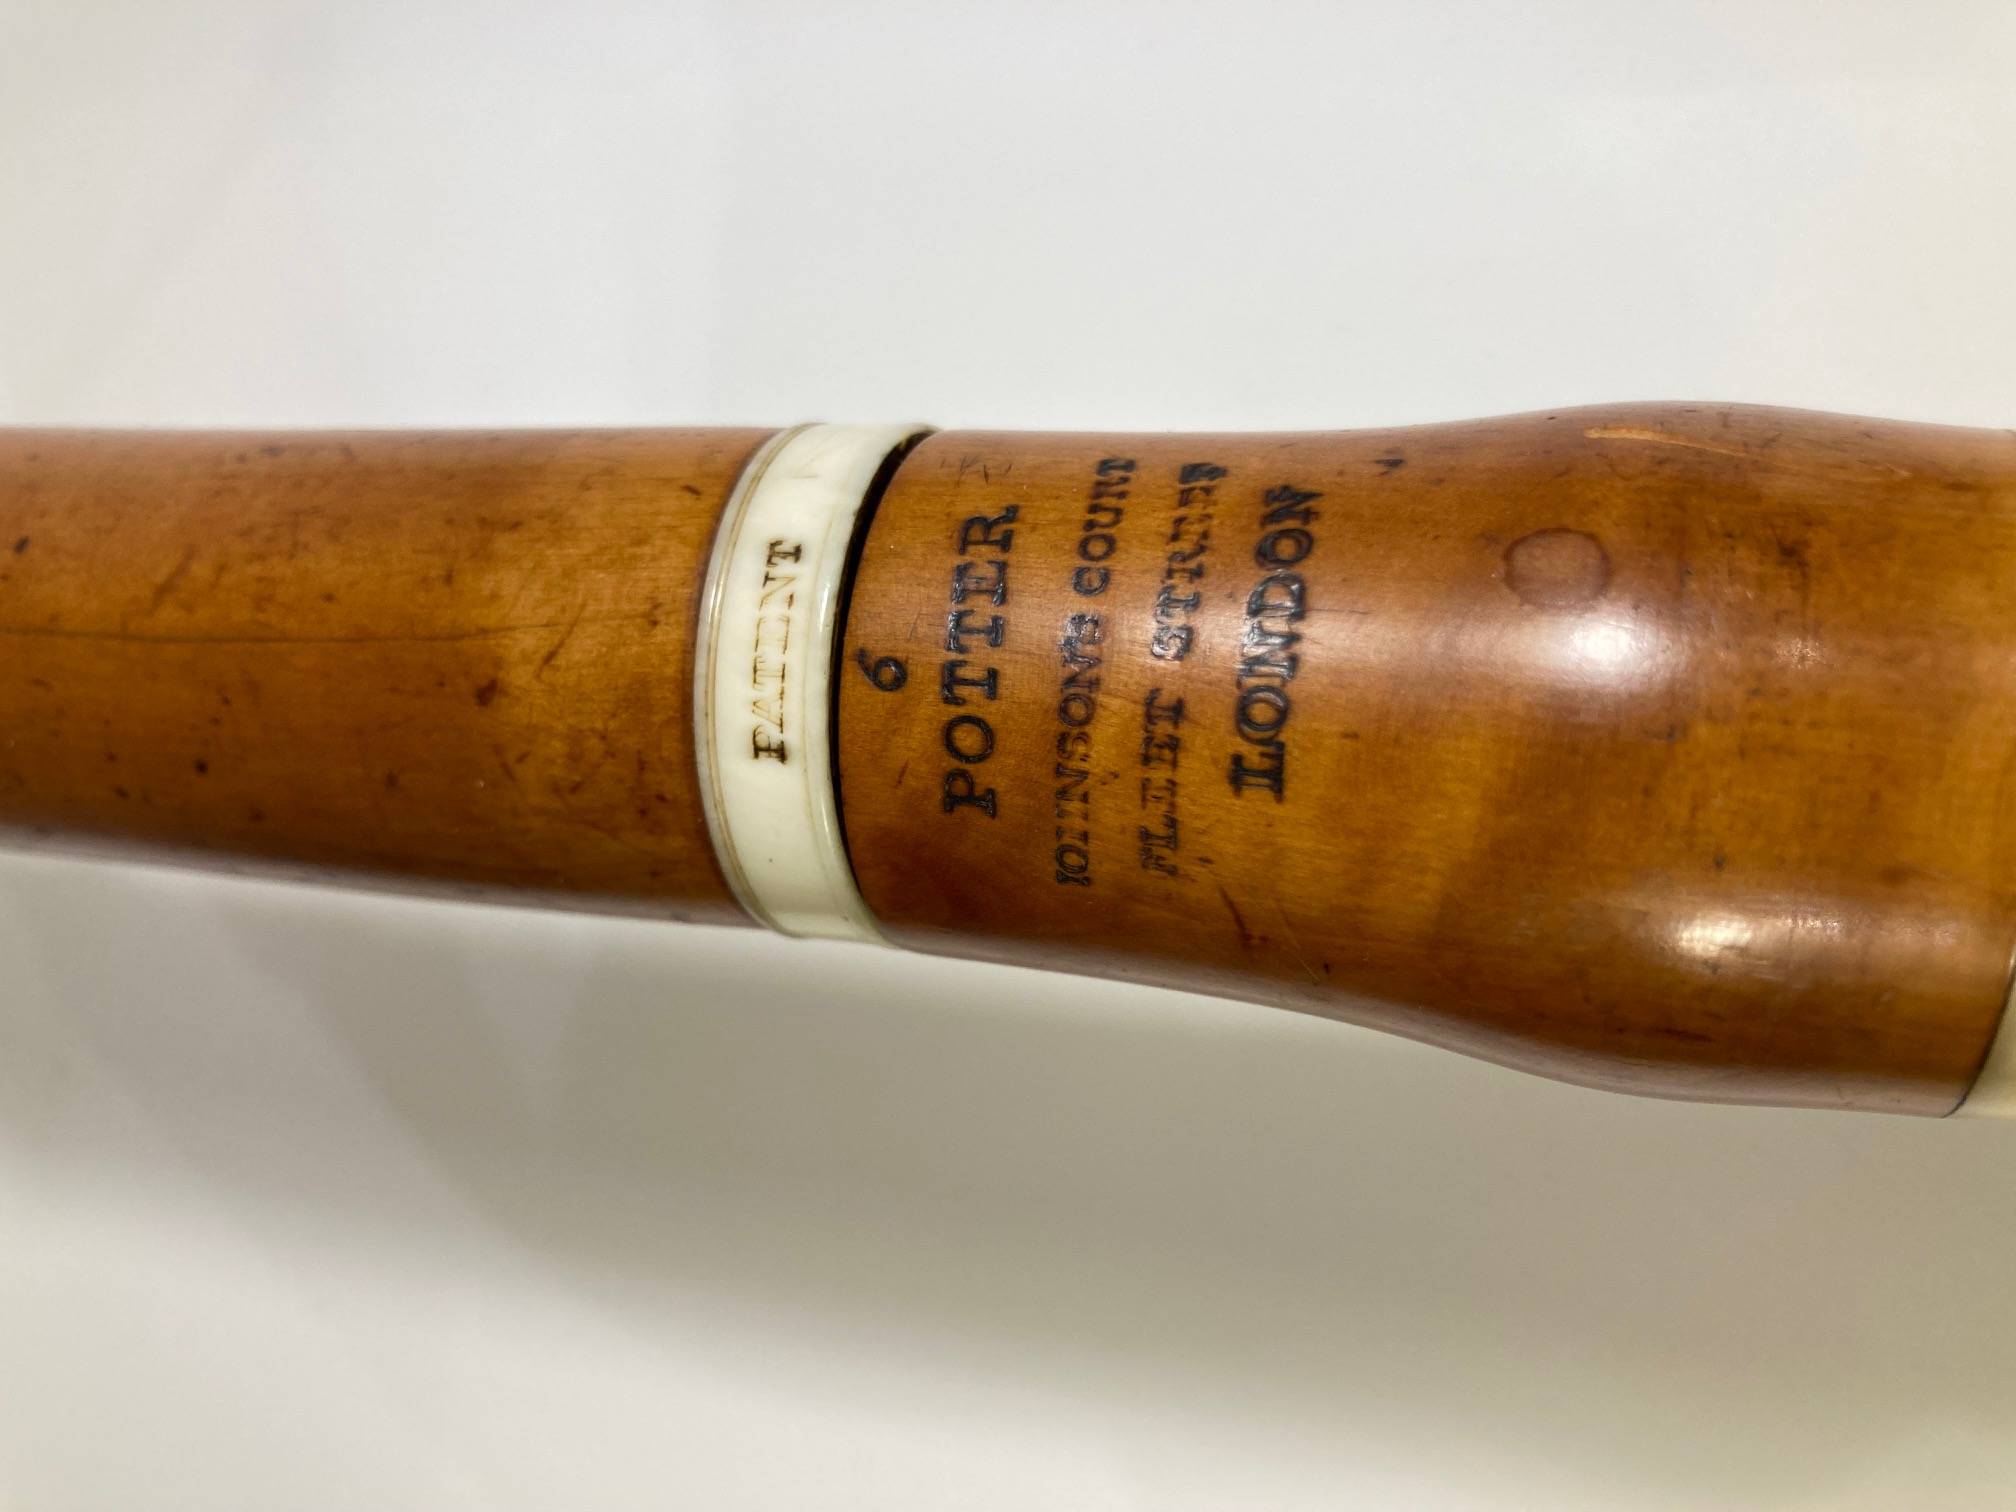 PATENT
6
POTTER
JOHNSON'S COURT
FLEET STREET
LONDON